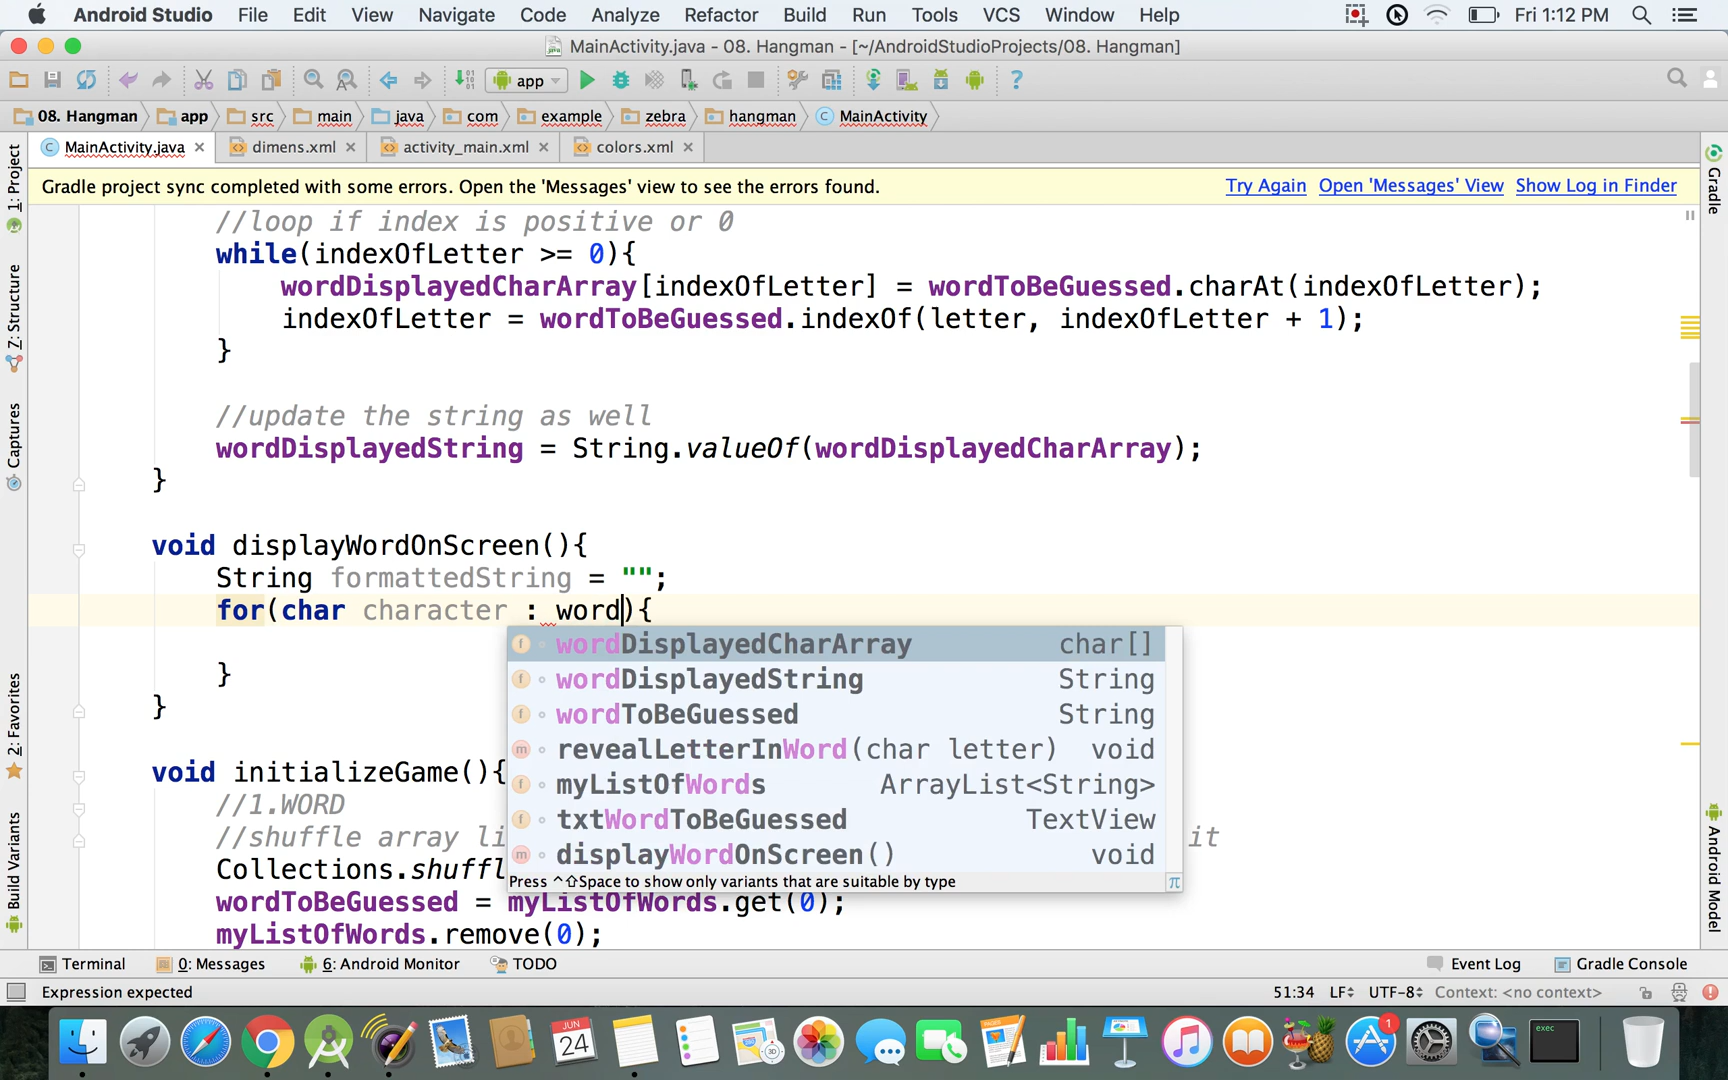 Android Studio File Edit View Navigate Code Analyze Refactor Build Run Tools VCS Window Help Fri 1:12 PM
MainActivity.java - 08. Hangman - [~/AndroidStudioProjects/08. Hangman]
app
08. Hangman app src main java com example zebra hangman MainActivity
MainActivity.java dimens.xml activity_main.xml colors.xml
Gradle project sync completed with some errors. Open the 'Messages' view to see the errors found. Try Again Open 'Messages' View Show Log in Finder
//loop if index is positive or 0
while(indexOfLetter >= 0){
wordDisplayedCharArray[indexOfLetter] = wordToBeGuessed.charAt(indexOfLetter);
indexOfLetter = wordToBeGuessed.indexOf(letter, indexOfLetter + 1);
}
//update the string as well
wordDisplayedString = String.valueOf(wordDisplayedCharArray);
}
void displayWordOnScreen(){
String formattedString = "";
for(char character : word){
wordDisplayedCharArray char[]
wordDisplayedString String
wordToBeGuessed String
revealLetterInWord(char letter) void
myListOfWords ArrayList<String>
txtWordToBeGuessed TextView
displayWordOnScreen() void
Press ^⇧Space to show only variants that are suitable by type π
}
}
void initializeGame(){
//1.WORD
//shuffle array li it
Collections.shuffl
wordToBeGuessed = myListOfWords.get(0);
myListOfWords.remove(0);
1: Project
7: Structure
Captures
2: Favorites
Build Variants
Gradle
Android Model
Terminal 0: Messages 6: Android Monitor TODO Event Log Gradle Console
Expression expected 51:34 LF UTF-8 Context: <no context>
JUN
24
3D
1
exec